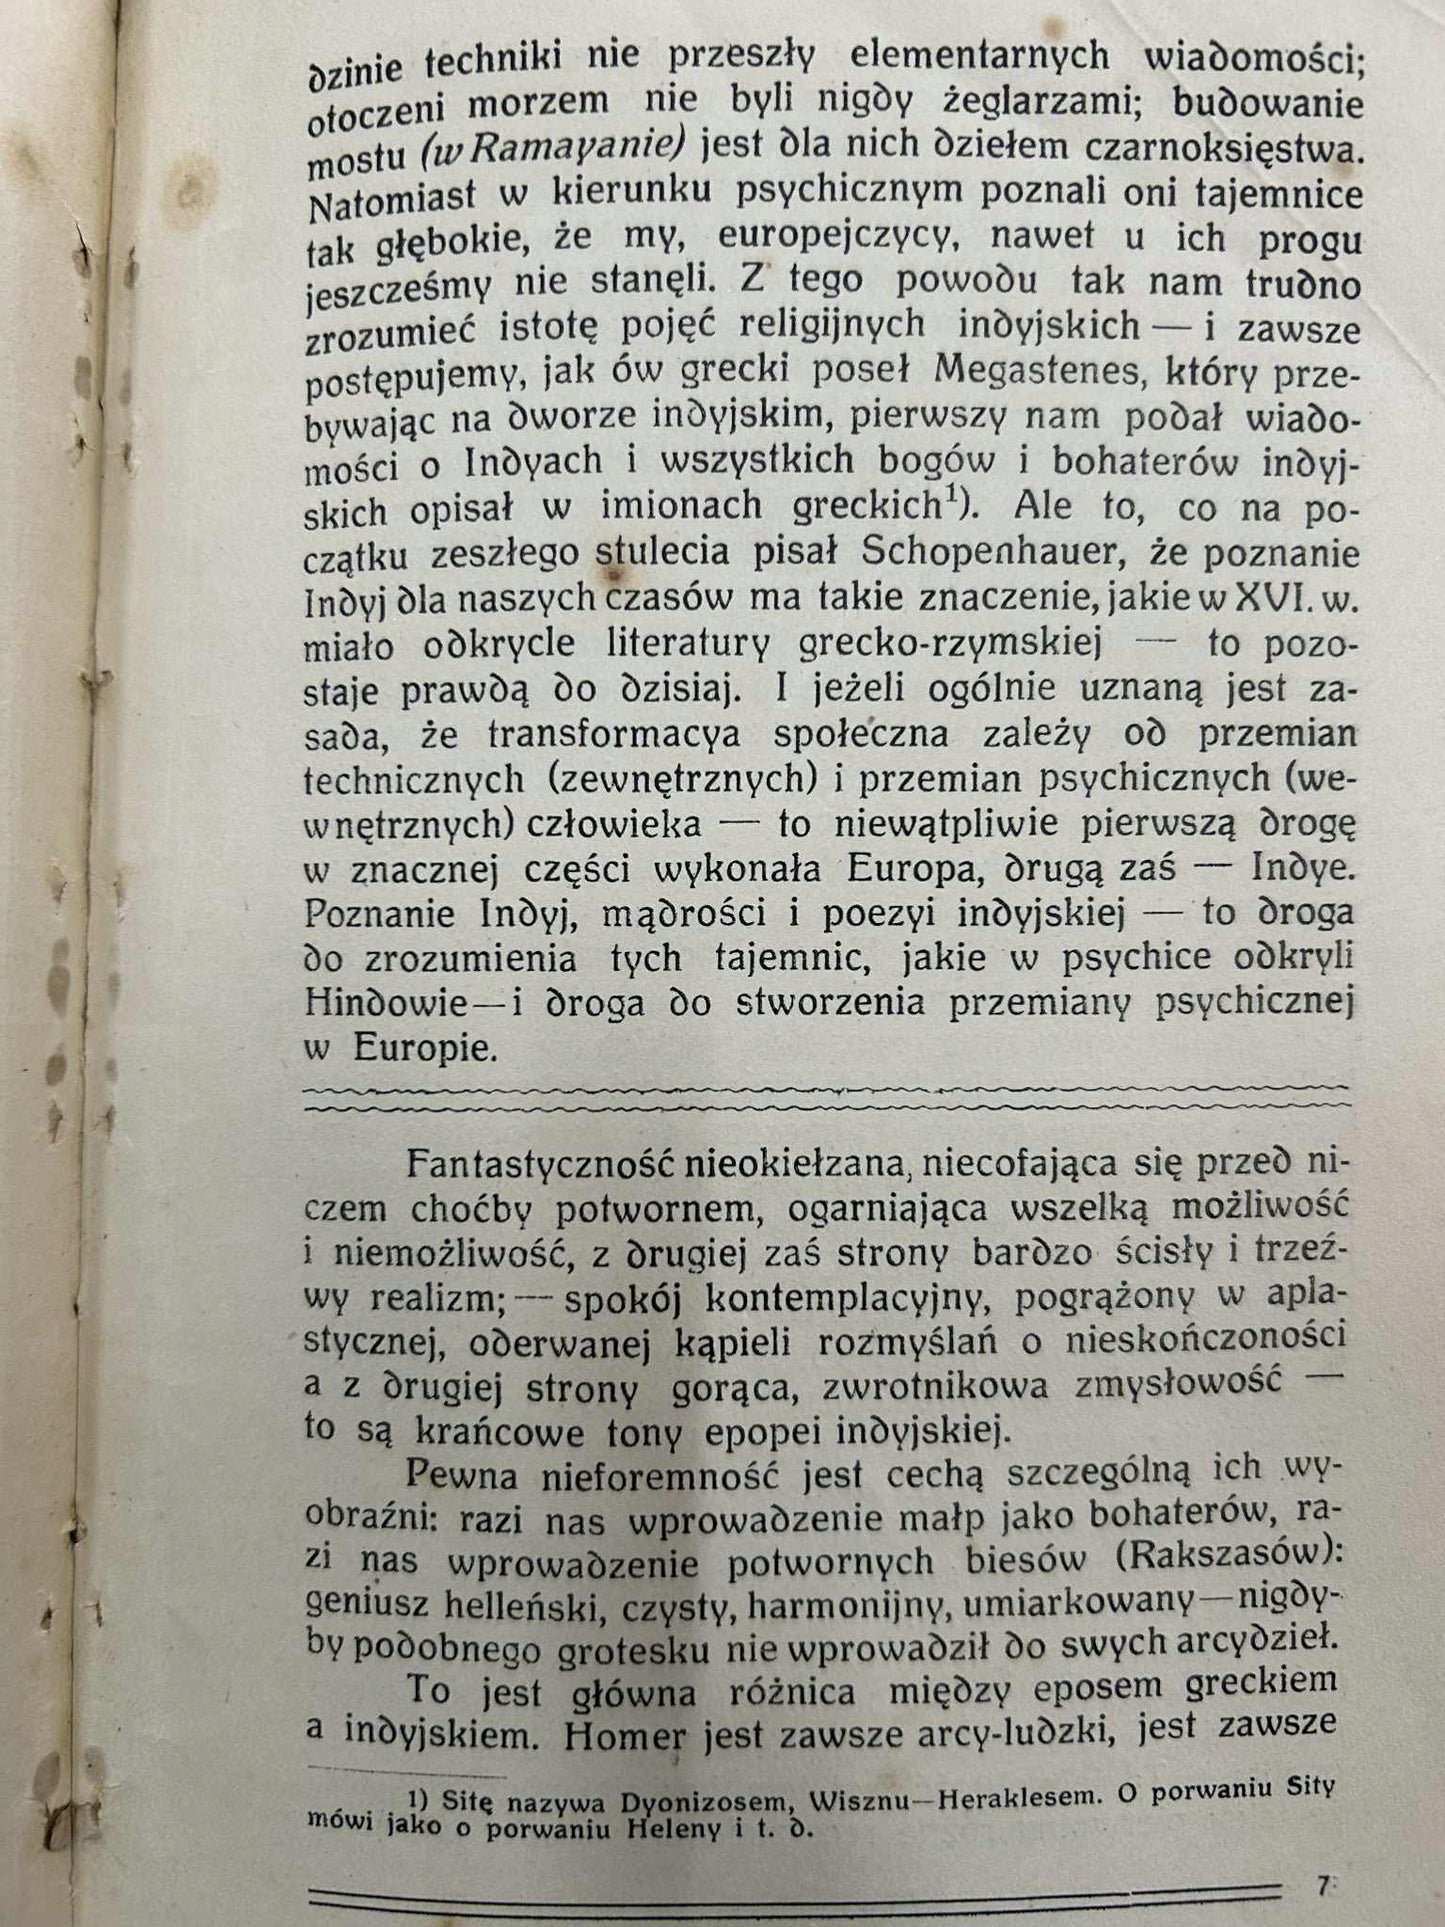 dzinie techniki nie przeszły elementarnych wiadomości;
otoczeni morzem nie byli nigdy żeglarzami; budowanie
mostu (w Ramayanie) jest dla nich dziełem czarnoksięstwa.
Natomiast w kierunku psychicznym poznali oni tajemnice
tak głębokie, że my, europejczycy, nawet u ich progu
jeszcześmy nie stanęli. Z tego powodu tak nam trudno
zrozumieć istotę pojęć religijnych indyjskich — i zawsze
postępujemy, jak ów grecki poseł Megastenes, który prze-
bywając na dworze indyjskim, pierwszy nam podał wiado-
mości o Indyach i wszystkich bogów i bohaterów indyj-
skich opisał w imionach greckich¹). Ale to, co na po-
czątku zeszłego stulecia pisał Schopenhauer, że poznanie
Indyj dla naszych czasów ma takie znaczenie, jakie w XVI. w.
miało odkrycie literatury grecko-rzymskiej — to pozo-
staje prawdą do dzisiaj. I jeżeli ogólnie uznaną jest za-
sada, że transformacya społeczna zależy od przemian
technicznych (zewnętrznych) i przemian psychicznych (we-
wnętrznych) człowieka — to niewątpliwie pierwszą drogę
w znacznej części wykonała Europa, drugą zaś — Indye.
Poznanie Indyj, mądrości i poezyi indyjskiej — to droga
do zrozumienia tych tajemnic, jakie w psychice odkryli
Hindowie — i droga do stworzenia przemiany psychicznej
w Europie.
Fantastyczność nieokiełzana, niecofająca się przed ni-
czem choćby potwornem, ogarniająca wszelką możliwość
i niemożliwość, z drugiej zaś strony bardzo ścisły i trzeź-
wy realizm; — spokój kontemplacyjny, pogrążony w apla-
stycznej, oderwanej kąpieli rozmyślań o nieskończoności
a z drugiej strony gorąca, zwrotnikowa zmysłowość —
to są krańcowe tony epopei indyjskiej.
Pewna nieforemność jest cechą szczególną ich wy-
obraźni: razi nas wprowadzenie małp jako bohaterów, ra-
zi nas wprowadzenie potwornych biesów (Rakszasów):
geniusz helleński, czysty, harmonijny, umiarkowany — nigdy-
by podobnego grotesku nie wprowadził do swych arcydzieł.
To jest główna różnica między eposem greckiem
a indyjskiem. Homer jest zawsze arcy-ludzki, jest zawsze
1) Sitę nazywa Dyonizosem, Wisznu—Heraklesem. O porwaniu Sity
mówi jako o porwaniu Heleny i t. d.
7